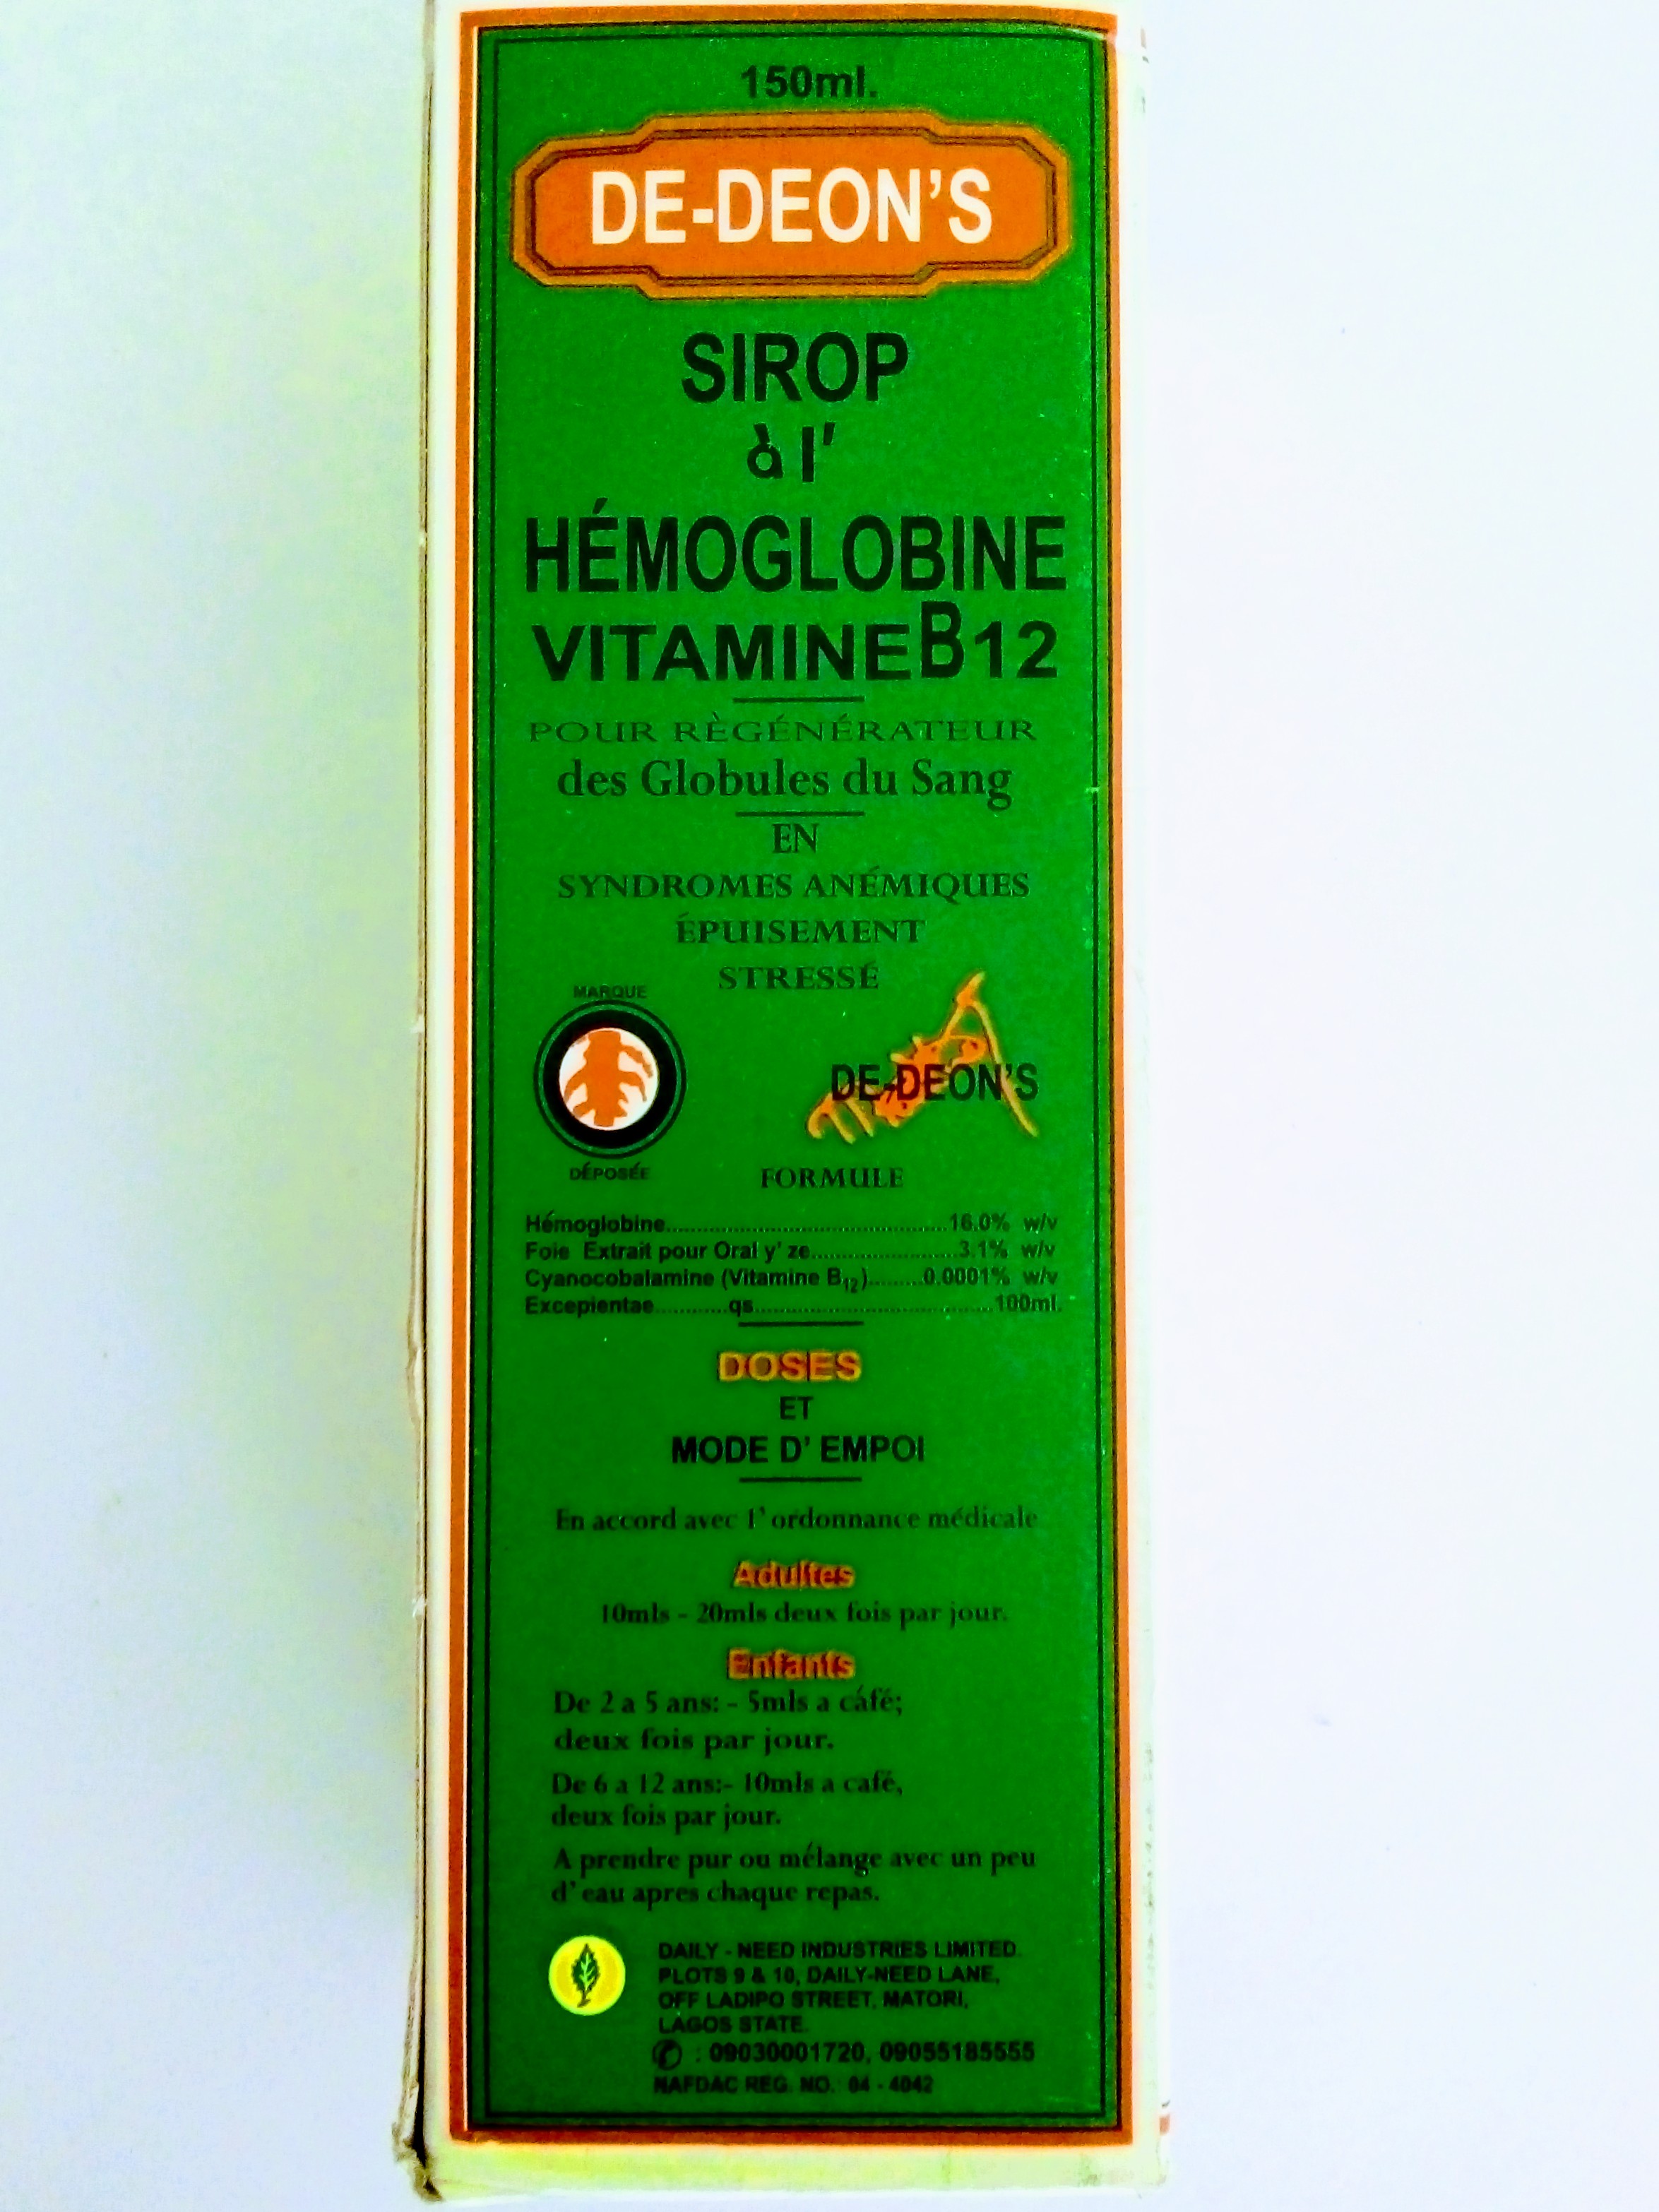 150ml.
DE-DEON'S
SIROP
à l'
HÉMOGLOBINE
VITAMINE B12
POUR RÈGÉNÉRATEUR
des Globules du Sang
EN
SYNDROMES ANÉMIQUES
ÉPUISEMENT
STRESSÉ
MARQUE
DÉPOSÉE
DE-DEON'S
FORMULE
Hémoglobine..........................................16.0% w/v
Foie Extrait pour Oral y' ze......................3.1% w/v
Cyanocobalamine (Vitamine B12)........0.0001% w/v
Excepientae...........qs....................................100ml.
DOSES
ET
MODE D' EMPOI
En accord avec l' ordonnance médicale
Adultes
10mls - 20mls deux fois par jour.
Enfants
De 2 a 5 ans: - 5mls a cáfé;
deux fois par jour.
De 6 a 12 ans:- 10mls a café,
deux fois par jour.
A prendre pur ou mélange avec un peu
d' eau apres chaque repas.
DAILY - NEED INDUSTRIES LIMITED.
PLOTS 9 & 10, DAILY-NEED LANE,
OFF LADIPO STREET, MATORI,
LAGOS STATE.
: 09030001720, 09055185555
NAFDAC REG. NO.: 04 - 4042